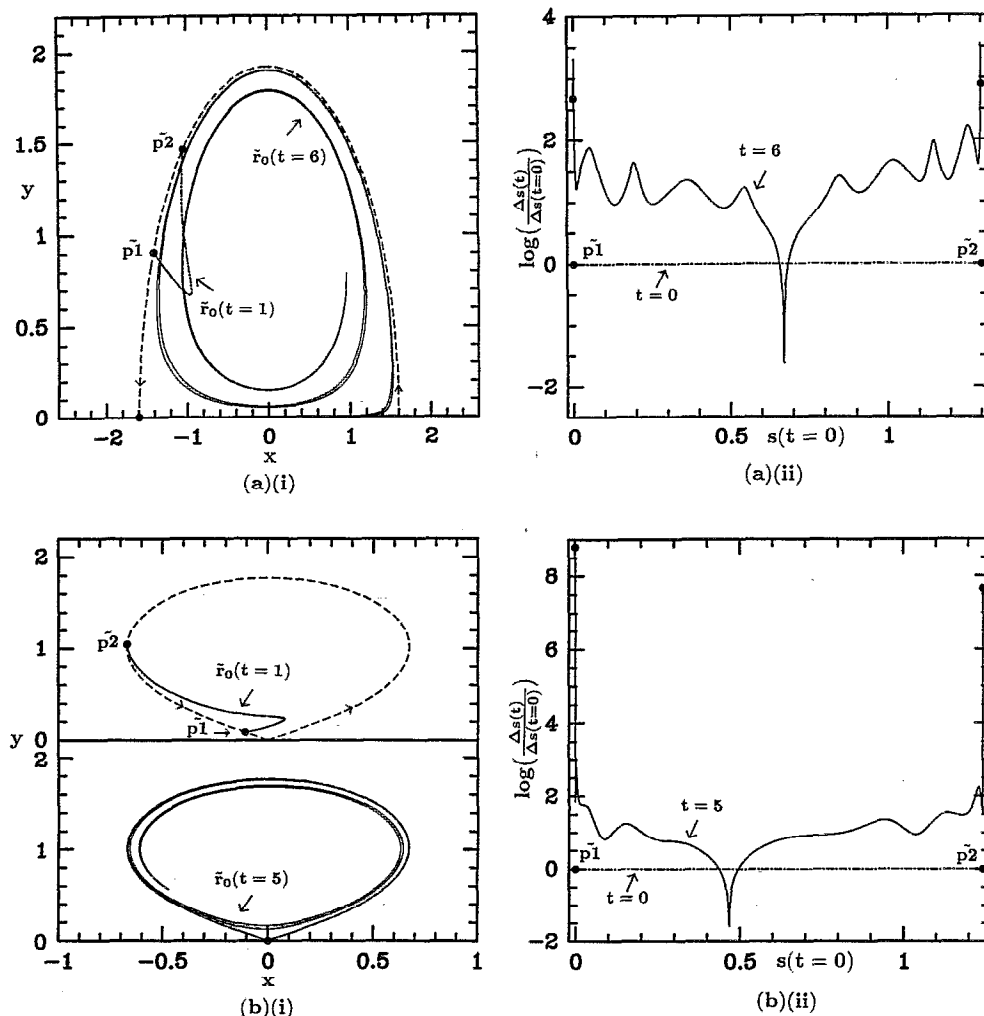 2
1.5
y
1
0.5
0
−2
−1
0
1
2
x
(a)(i)
p̃2
p̃1
r̃₀(t = 6)
r̃₀(t = 1)
4
2
0
−2
log(Δs(t)/Δs(t=0))
t = 6
p̃1
p̃2
t = 0
0
0.5
s(t = 0)
1
(a)(ii)
−1
0
1
2
1
0
p̃2
r̃₀(t = 1)
p̃1 →
y
2
1
0
r̃₀(t = 5)
−1
−0.5
0
0.5
1
x
(b)(i)
8
6
4
2
0
−2
log(Δs(t)/Δs(t=0))
t = 5
p̃1
p̃2
t = 0
0
0.5
s(t = 0)
1
(b)(ii)